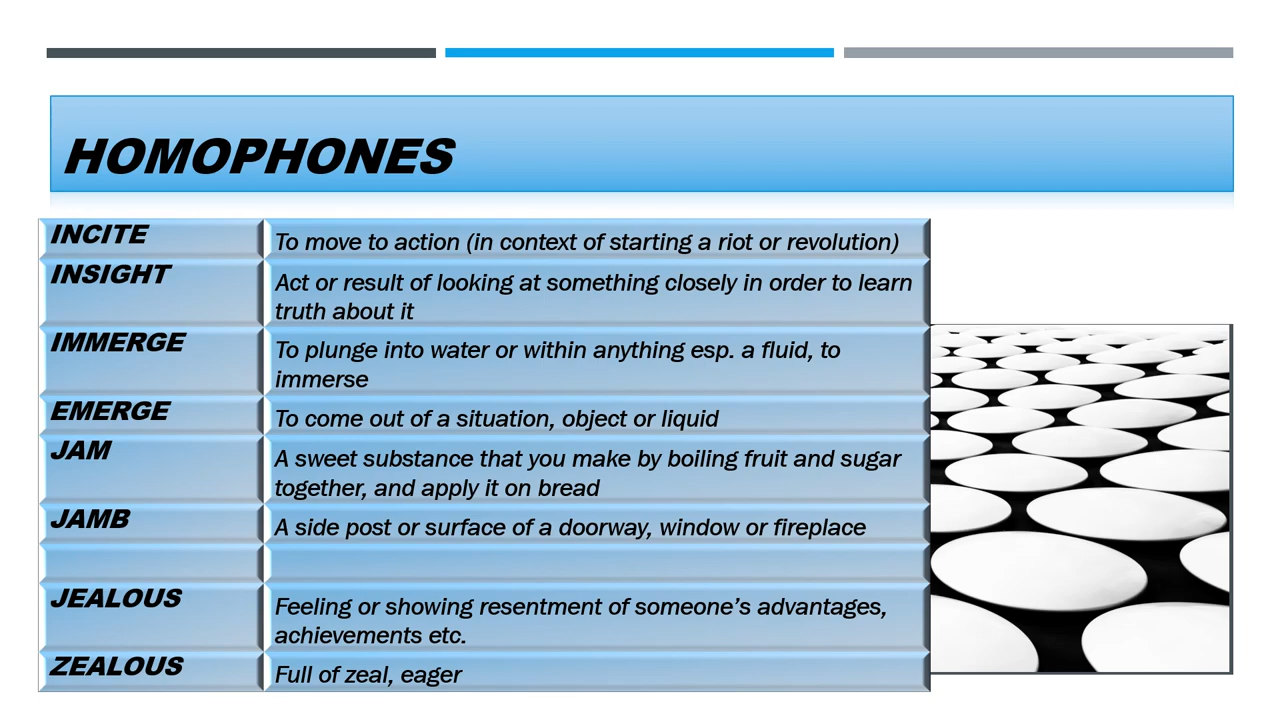 HOMOPHONES
INCITE
To move to action (in context of starting a riot or revolution)
INSIGHT
Act or result of looking at something closely in order to learn
truth about it
IMMERGE
To plunge into water or within anything esp. a fluid, to
immerse
EMERGE
To come out of a situation, object or liquid
JAM
A sweet substance that you make by boiling fruit and sugar
together, and apply it on bread
JAMB
A side post or surface of a doorway, window or fireplace
JEALOUS
Feeling or showing resentment of someone’s advantages,
achievements etc.
ZEALOUS
Full of zeal, eager